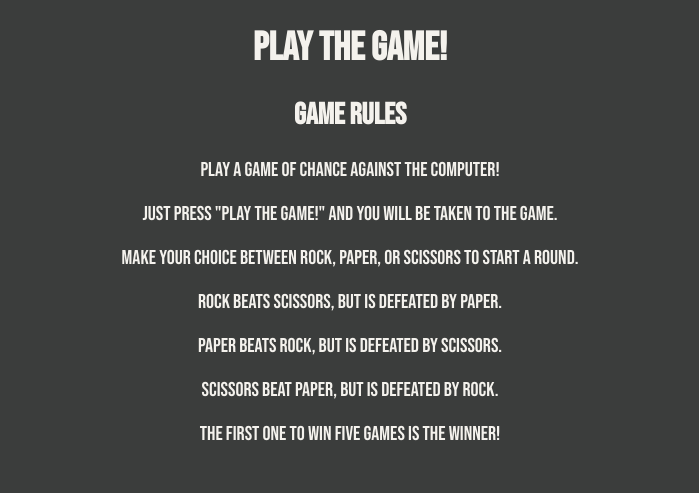 PLAY THE GAME!
GAME RULES
PLAY A GAME OF CHANCE AGAINST THE COMPUTER!
JUST PRESS "PLAY THE GAME!" AND YOU WILL BE TAKEN TO THE GAME.
MAKE YOUR CHOICE BETWEEN ROCK, PAPER, OR SCISSORS TO START A ROUND.
ROCK BEATS SCISSORS, BUT IS DEFEATED BY PAPER.
PAPER BEATS ROCK, BUT IS DEFEATED BY SCISSORS.
SCISSORS BEAT PAPER, BUT IS DEFEATED BY ROCK.
THE FIRST ONE TO WIN FIVE GAMES IS THE WINNER!